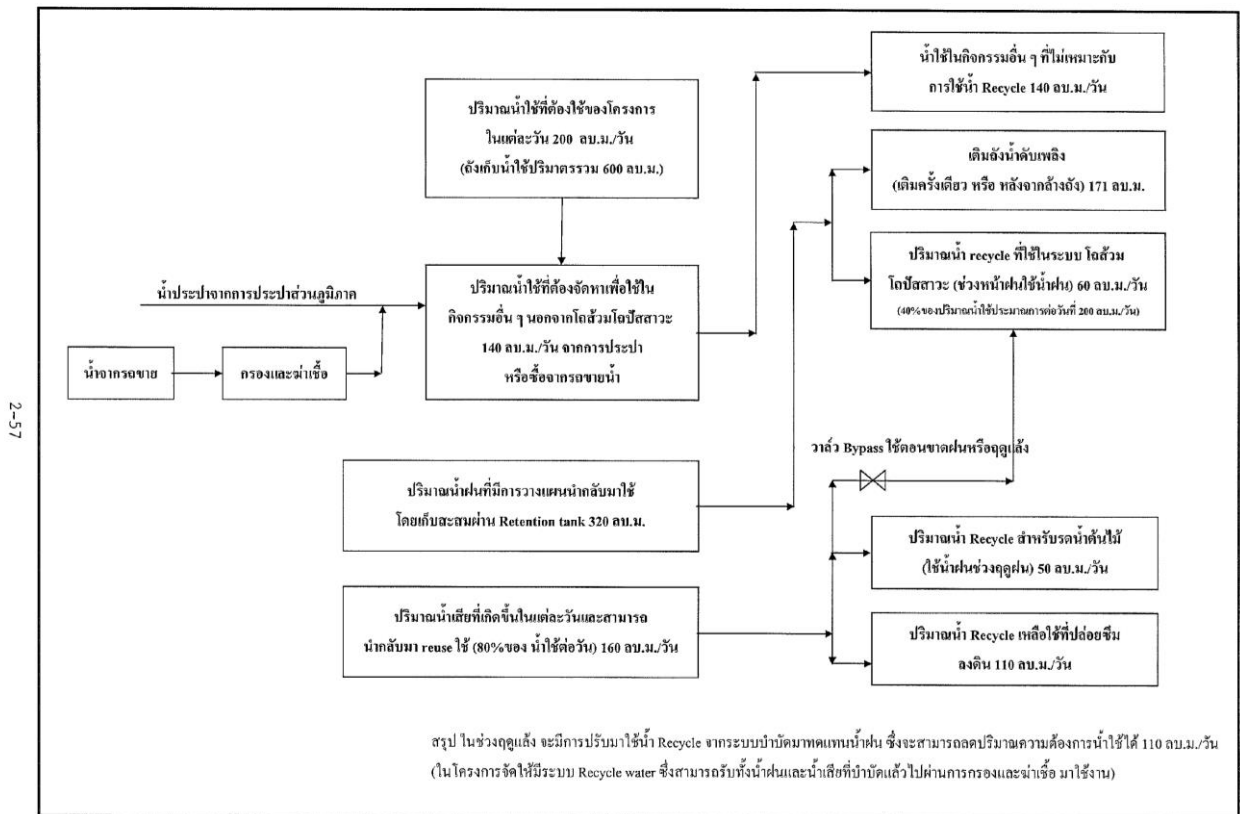 น้ำใช้ในกิจกรรมอื่น ๆ ที่ไม่เหมาะกับ
การใช้น้ำ Recycle 140 ลบ.ม./วัน
ปริมาณน้ำใช้ที่ต้องใช้ของโครงการ
ในแต่ละวัน 200 ลบ.ม./วัน
(ถังเก็บน้ำใช้ปริมาตรรวม 600 ลบ.ม.)
เติมถังน้ำดับเพลิง
(เติมครั้งเดียว หรือ หลังจากล้างถัง) 171 ลบ.ม.
ปริมาณน้ำ recycle ที่ใช้ในระบบ โถส้วม
โถปัสสาวะ (ช่วงหน้าฝนใช้น้ำฝน) 60 ลบ.ม./วัน
(40%ของปริมาณน้ำใช้ประมาณการต่อวันที่ 200 ลบ.ม./วัน)
น้ำประปาจากการประปาส่วนภูมิภาค
ปริมาณน้ำใช้ที่ต้องจัดหาเพื่อใช้ใน
กิจกรรมอื่น ๆ นอกจากโถส้วมโถปัสสาวะ
140 ลบ.ม./วัน จากการประปา
หรือซื้อจากรถขายน้ำ
น้ำจากรถขาย
กรองและฆ่าเชื้อ
2-57
วาล์ว Bypass ใช้ตอนขาดฝนหรือฤดูแล้ง
ปริมาณน้ำฝนที่มีการวางแผนนำกลับมาใช้
โดยเก็บสะสมผ่าน Retention tank 320 ลบ.ม.
ปริมาณน้ำ Recycle สำหรับรดน้ำต้นไม้
(ใช้น้ำฝนช่วงฤดูฝน) 50 ลบ.ม./วัน
ปริมาณน้ำเสียที่เกิดขึ้นในแต่ละวันและสามารถ
นำกลับมา reuse ใช้ (80%ของ น้ำใช้ต่อวัน) 160 ลบ.ม./วัน
ปริมาณน้ำ Recycle เหลือใช้ที่ปล่อยซึม
ลงดิน 110 ลบ.ม./วัน
สรุป ในช่วงฤดูแล้ง จะมีการปรับมาใช้น้ำ Recycle จากระบบบำบัดมาทดแทนน้ำฝน ซึ่งจะสามารถลดปริมาณความต้องการน้ำใช้ได้ 110 ลบ.ม./วัน
(ในโครงการจัดให้มีระบบ Recycle water ซึ่งสามารถรับทั้งน้ำฝนและน้ำเสียที่บำบัดแล้วไปผ่านการกรองและฆ่าเชื้อ มาใช้งาน)